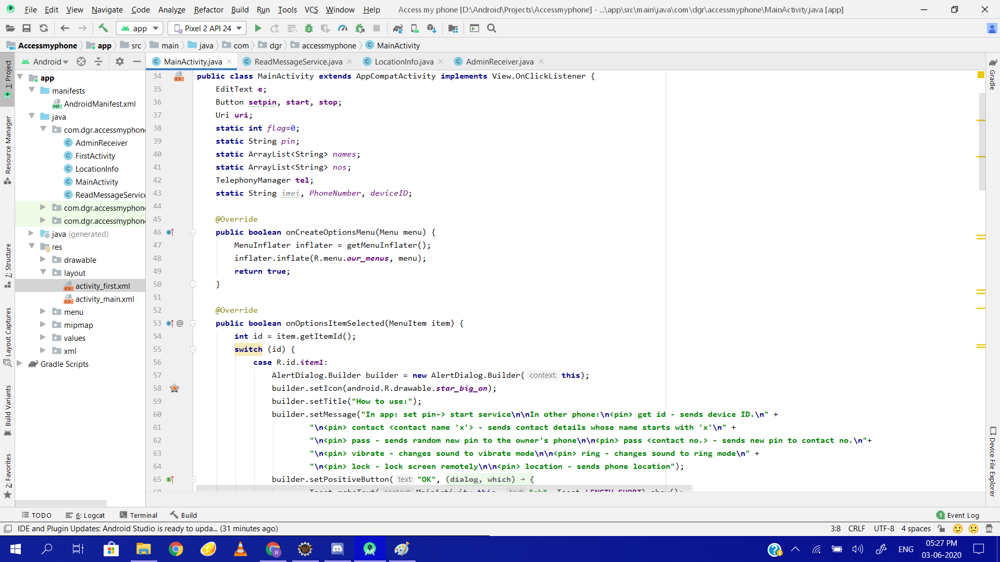 File Edit View Navigate Code Analyze Refactor Build Run Tools VCS Window Help Access my phone [D:\Android\Projects\Accessmyphone] - ...\app\src\main\java\com\dgr\accessmyphone\MainActivity.java [app]
app Pixel 2 API 24
Accessmyphone app src main java com dgr accessmyphone MainActivity
Android MainActivity.java ReadMessageService.java LocationInfo.java AdminReceiver.java
1: Project
Resource Manager
7: Structure
Layout Captures
Build Variants
2: Favorites
app
manifests
AndroidManifest.xml
java
com.dgr.accessmyphon
AdminReceiver
FirstActivity
LocationInfo
MainActivity
ReadMessageService
com.dgr.accessmyphon
com.dgr.accessmyphon
java (generated)
res
drawable
layout
activity_first.xml
activity_main.xml
menu
mipmap
values
xml
Gradle Scripts
34 public class MainActivity extends AppCompatActivity implements View.OnClickListener {
35 EditText e;
36 Button setpin, start, stop;
37 Uri uri;
38 static int flag=0;
39 static String pin;
40 static ArrayList<String> names;
41 static ArrayList<String> nos;
42 TelephonyManager tel;
43 static String imei, PhoneNumber, deviceID;
44
45 @Override
46 public boolean onCreateOptionsMenu(Menu menu) {
47 MenuInflater inflater = getMenuInflater();
48 inflater.inflate(R.menu.our_menus, menu);
49 return true;
50 }
51
52 @Override
53 public boolean onOptionsItemSelected(MenuItem item) {
54 int id = item.getItemId();
55 switch (id) {
56 case R.id.item1:
57 AlertDialog.Builder builder = new AlertDialog.Builder( context: this);
58 builder.setIcon(android.R.drawable.star_big_on);
59 builder.setTitle("How to use:");
60 builder.setMessage("In app: set pin-> start service\n\nIn other phone:\n<pin> get id - sends device ID.\n" +
61 "\n<pin> contact <contact name 'x'> - sends contact details whose name starts with 'x'\n" +
62 "\n<pin> pass - sends random new pin to the owner's phone\n\n<pin> pass <contact no.> - sends new pin to contact no.\n"+
63 "\n<pin> vibrate - changes sound to vibrate mode\n\n<pin> ring - changes sound to ring mode\n" +
64 "\n<pin> lock - lock screen remotely\n\n<pin> location - sends phone location");
65 builder.setPositiveButton( text: "OK", (dialog, which) → {
68 Toast.makeText( context: MainActivity.this, text: "ok", Toast.LENGTH_SHORT).show();
Gradle
Device File Explorer
TODO 6: Logcat Terminal Build 1 Event Log
IDE and Plugin Updates: Android Studio is ready to upda... (31 minutes ago) 3:8 CRLF UTF-8 4 spaces
ENG 05:27 PM
03-06-2020